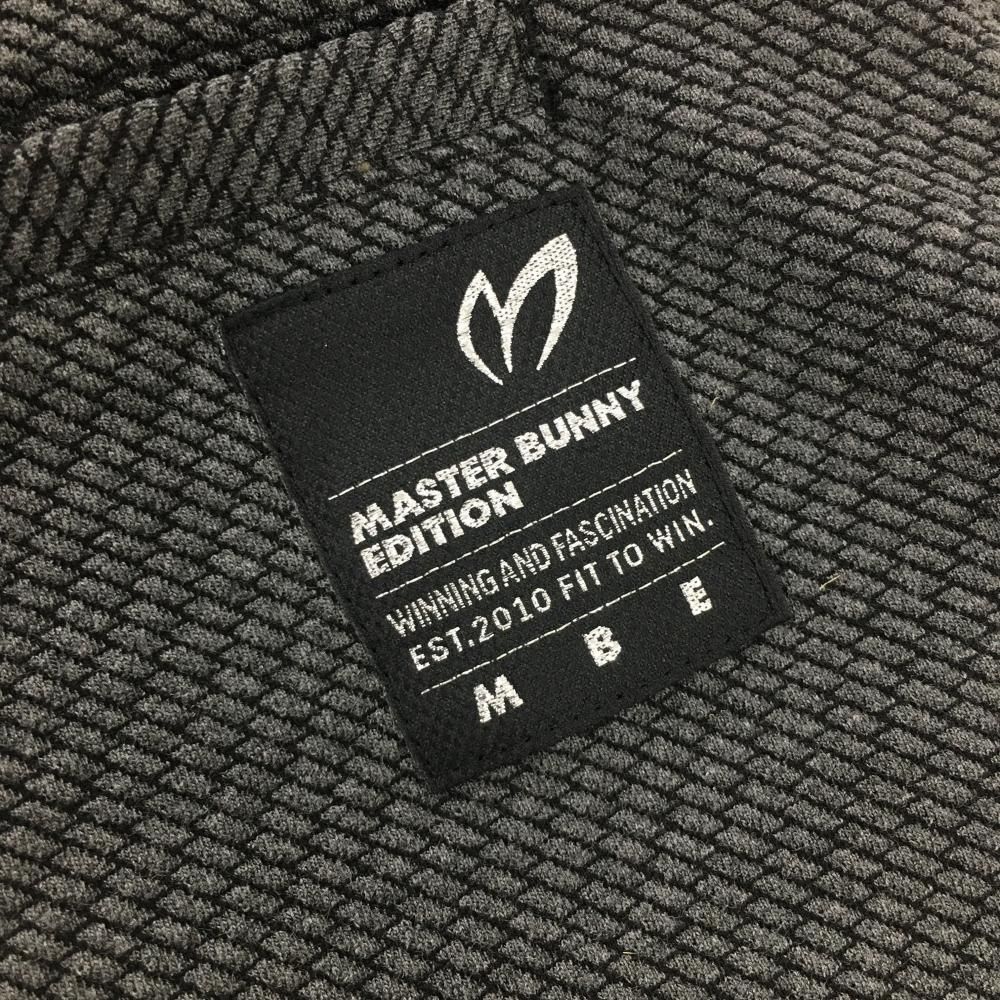 MASTER BUNNY
EDITION
WINNING AND FASCINATION
EST.2010 FIT TO WIN.
M B E